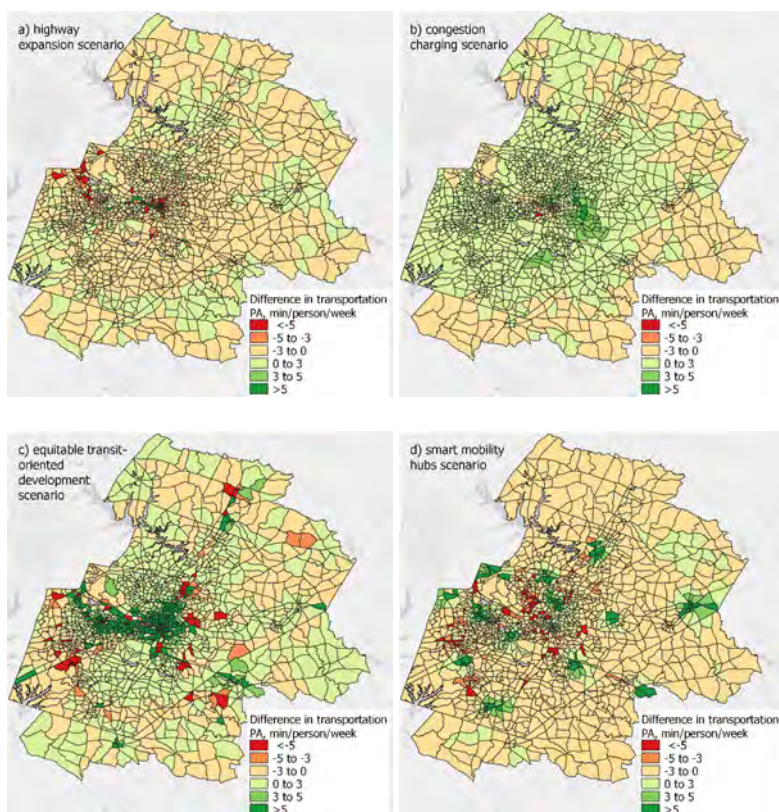 a) highway
expansion scenario
Difference in transportation
PA, min/person/week
<-5
-5 to -3
-3 to 0
0 to 3
3 to 5
>5
b) congestion
charging scenario
Difference in transportation
PA, min/person/week
<-5
-5 to -3
-3 to 0
0 to 3
3 to 5
>5
c) equitable transit-
oriented
development
scenario
Difference in transportation
PA, min/person/week
<-5
-5 to -3
-3 to 0
0 to 3
3 to 5
>5
d) smart mobility
hubs scenario
Difference in transportation
PA, min/person/week
<-5
-5 to -3
-3 to 0
0 to 3
3 to 5
>5